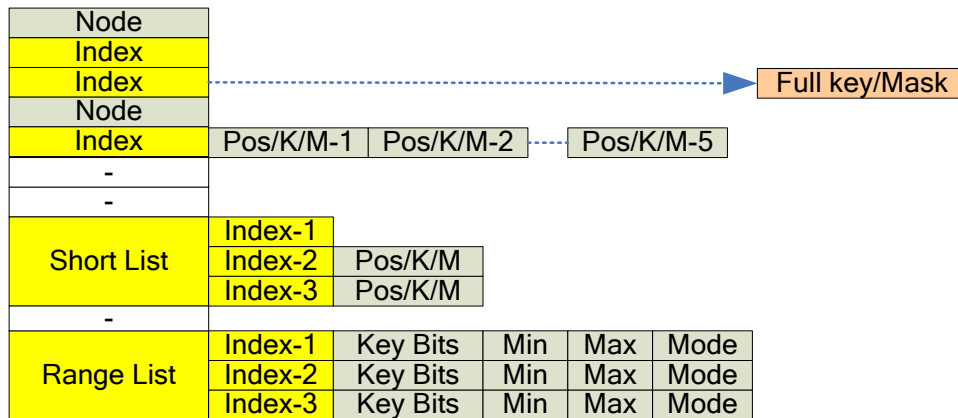 Node
Index
Index Full key/Mask
Node
Index Pos/K/M-1 Pos/K/M-2 Pos/K/M-5
-
-
Short List
Index-1
Index-2 Pos/K/M
Index-3 Pos/K/M
-
Range List
Index-1 Key Bits Min Max Mode
Index-2 Key Bits Min Max Mode
Index-3 Key Bits Min Max Mode